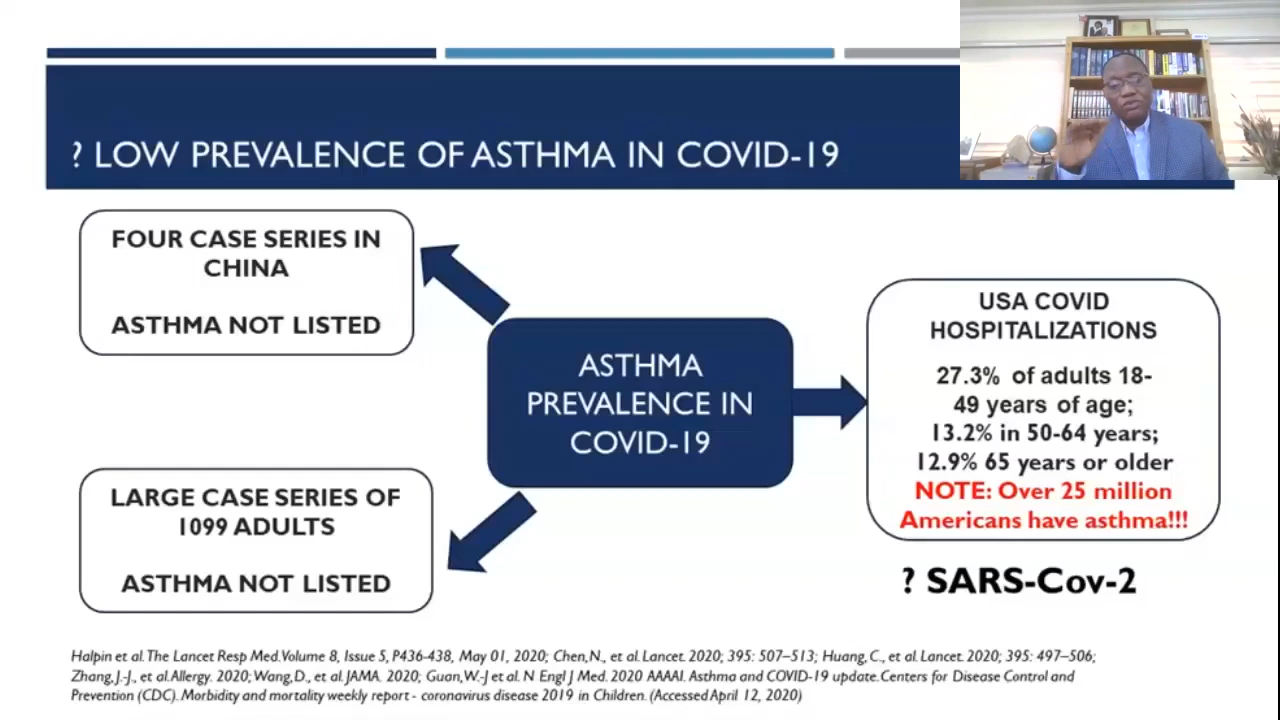 ? LOW PREVALENCE OF ASTHMA IN COVID-19
FOUR CASE SERIES IN
CHINA
ASTHMA NOT LISTED
ASTHMA
PREVALENCE IN
COVID-19
LARGE CASE SERIES OF
1099 ADULTS
ASTHMA NOT LISTED
USA COVID
HOSPITALIZATIONS
27.3% of adults 18-
49 years of age;
13.2% in 50-64 years;
12.9% 65 years or older
NOTE: Over 25 million
Americans have asthma!!!
? SARS-Cov-2
Halpin et al. The Lancet Resp Med. Volume 8, Issue 5, P436-438, May 01, 2020; Chen, N., et al. Lancet. 2020; 395: 507–513; Huang, C., et al. Lancet. 2020; 395: 497–506;
Zhang, J.-J., et al. Allergy. 2020; Wang, D., et al. JAMA. 2020; Guan, W.-J et al. N Engl J Med. 2020 AAAAI. Asthma and COVID-19 update. Centers for Disease Control and
Prevention (CDC). Morbidity and mortality weekly report - coronavirus disease 2019 in Children. (Accessed April 12, 2020)